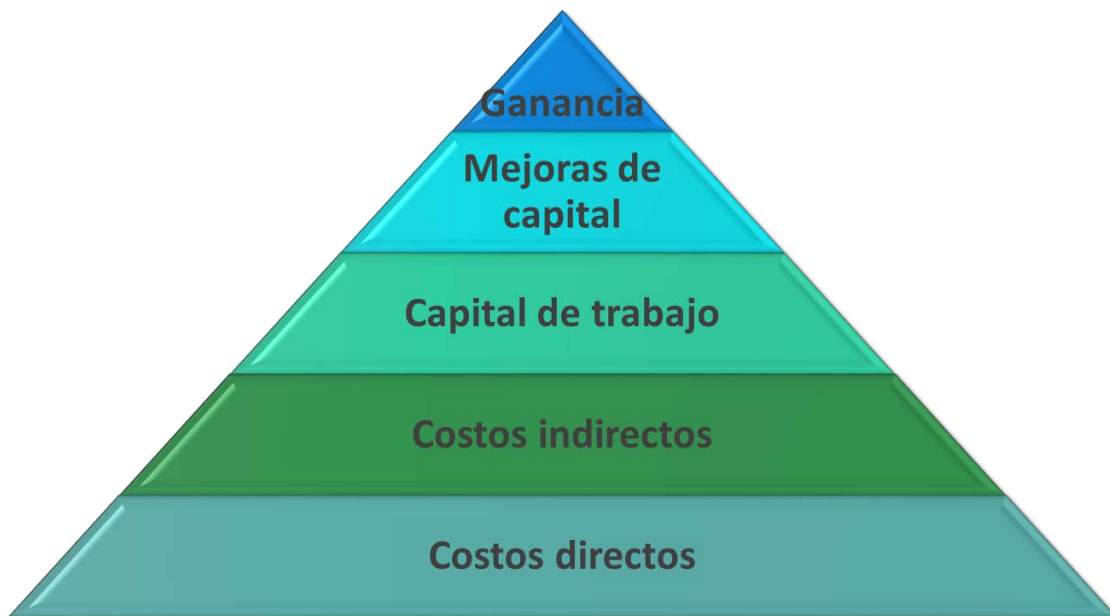 Ganancia
Mejoras de
capital
Capital de trabajo
Costos indirectos
Costos directos